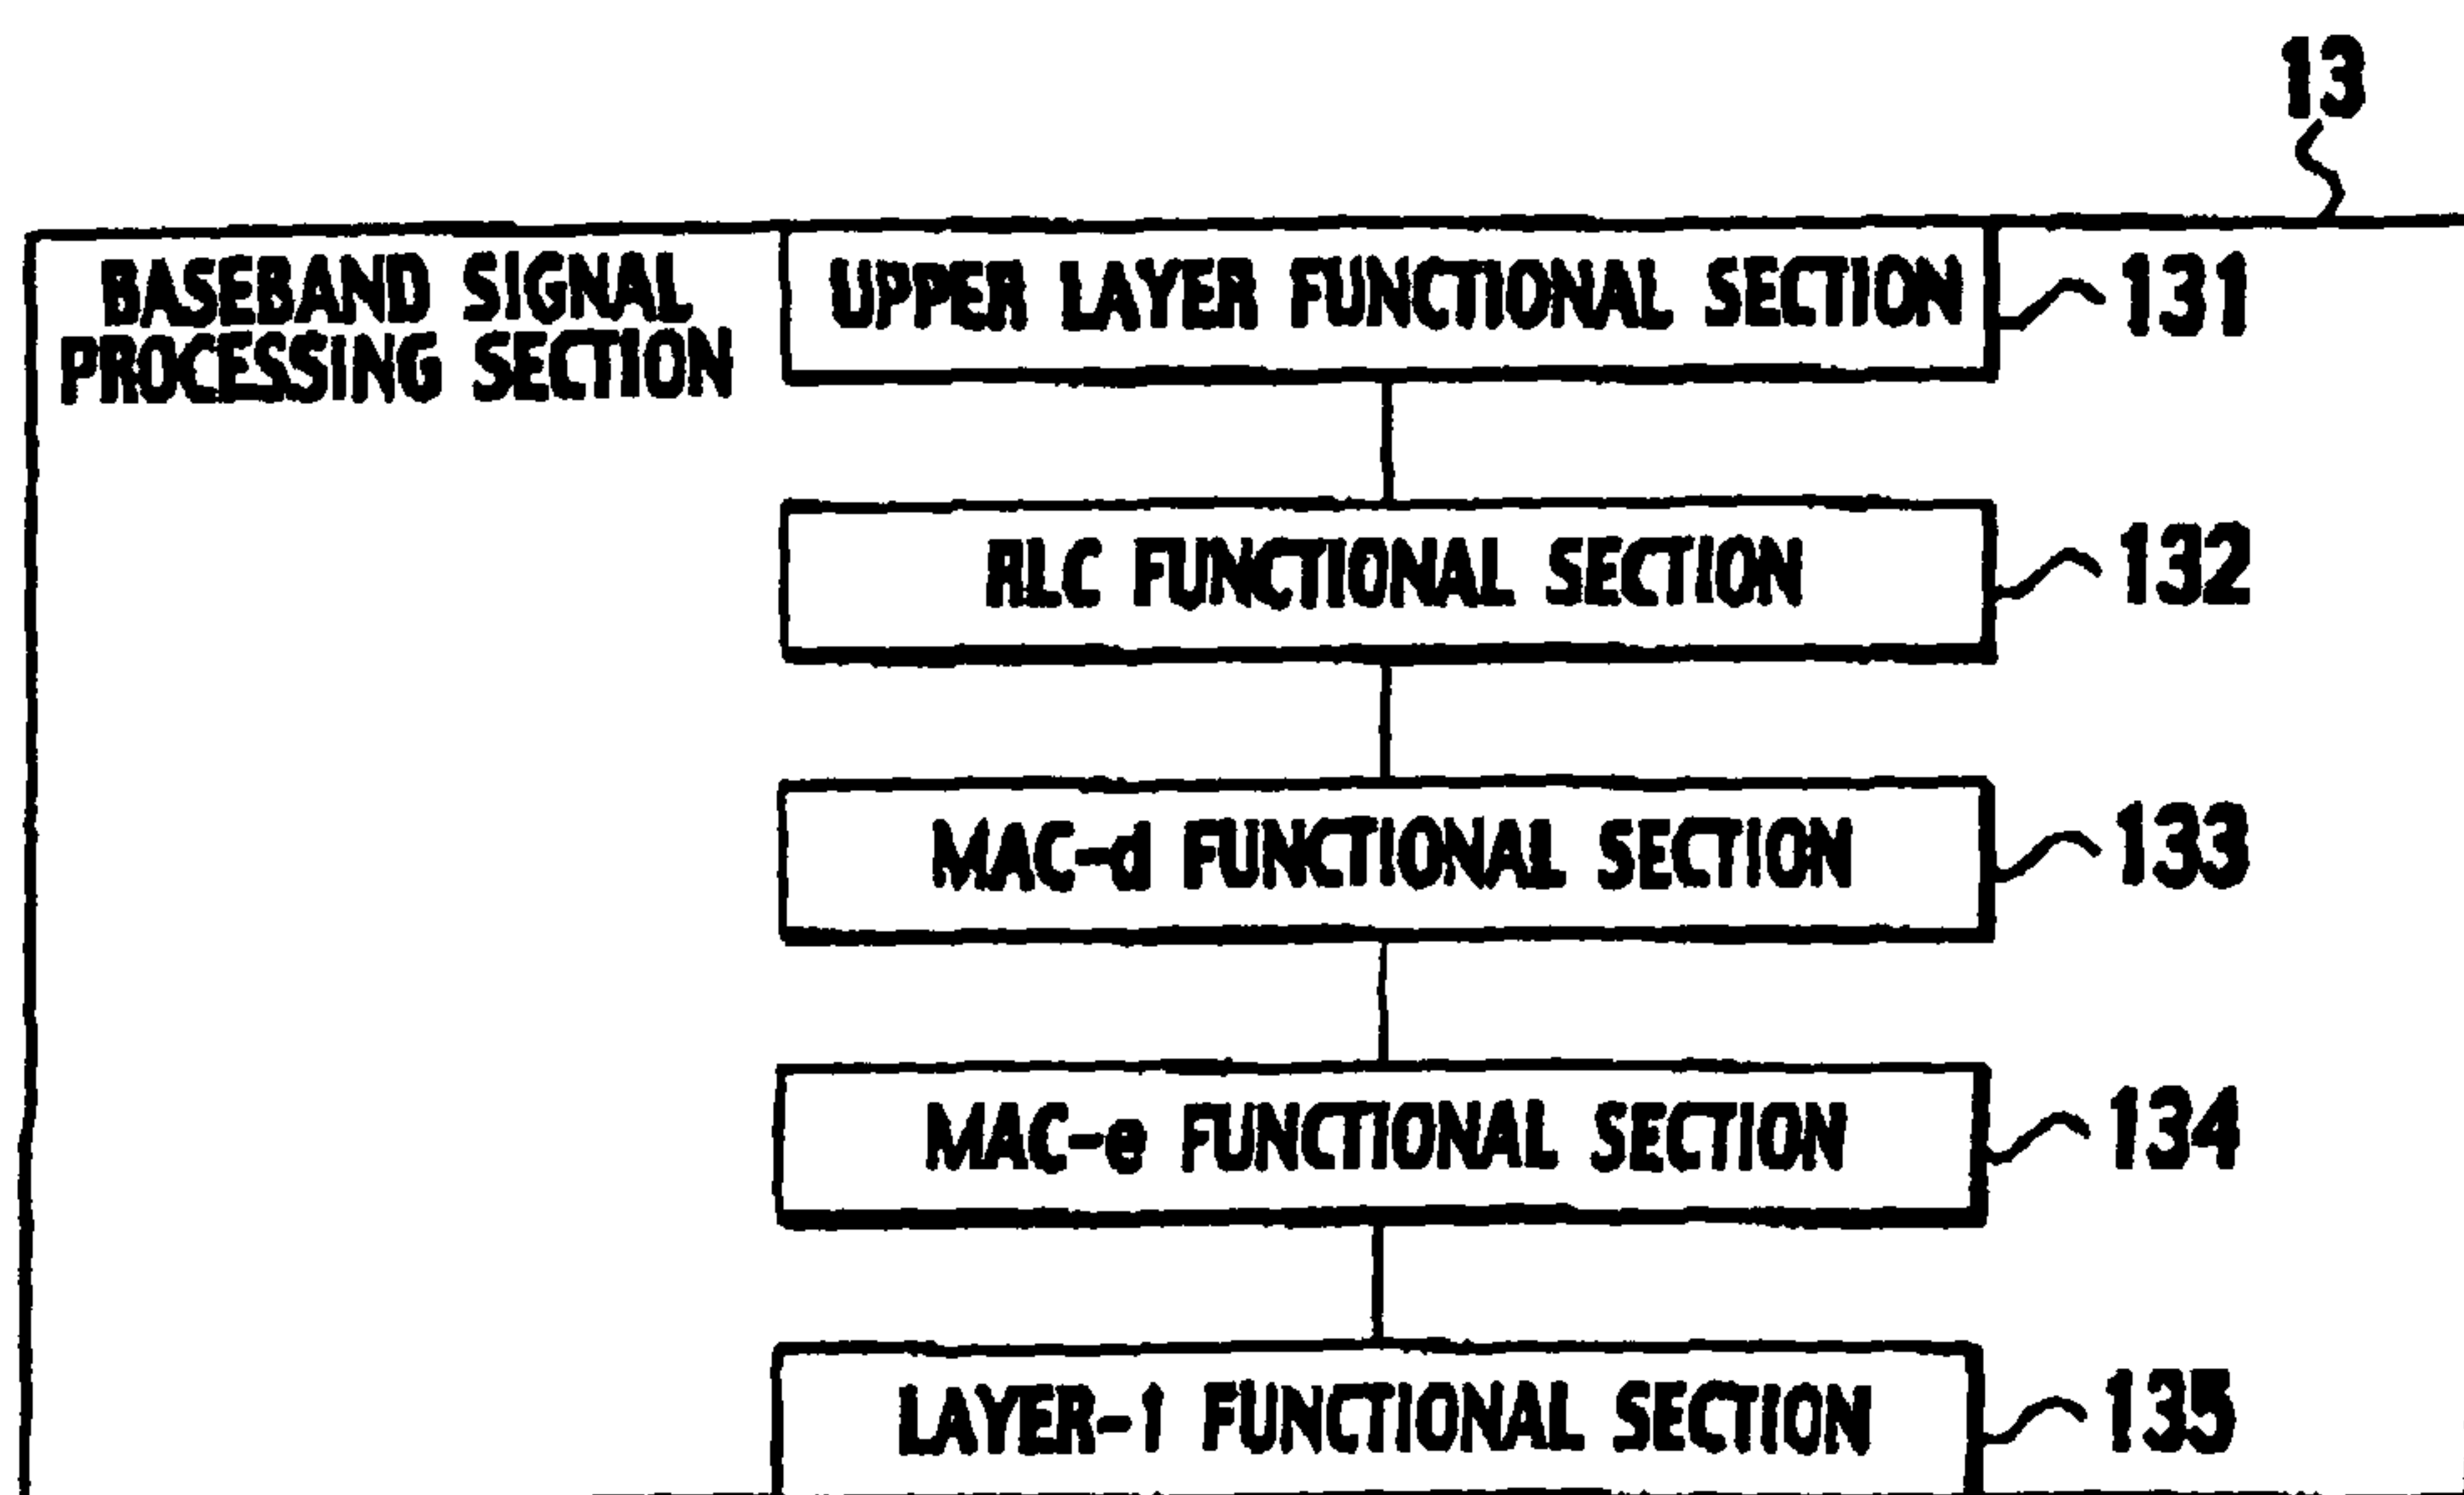 13
BASEBAND SIGNAL
PROCESSING SECTION
UPPER LAYER FUNCTIONAL SECTION
131
RLC FUNCTIONAL SECTION
132
MAC-d FUNCTIONAL SECTION
133
MAC-e FUNCTIONAL SECTION
134
LAYER-1 FUNCTIONAL SECTION
135